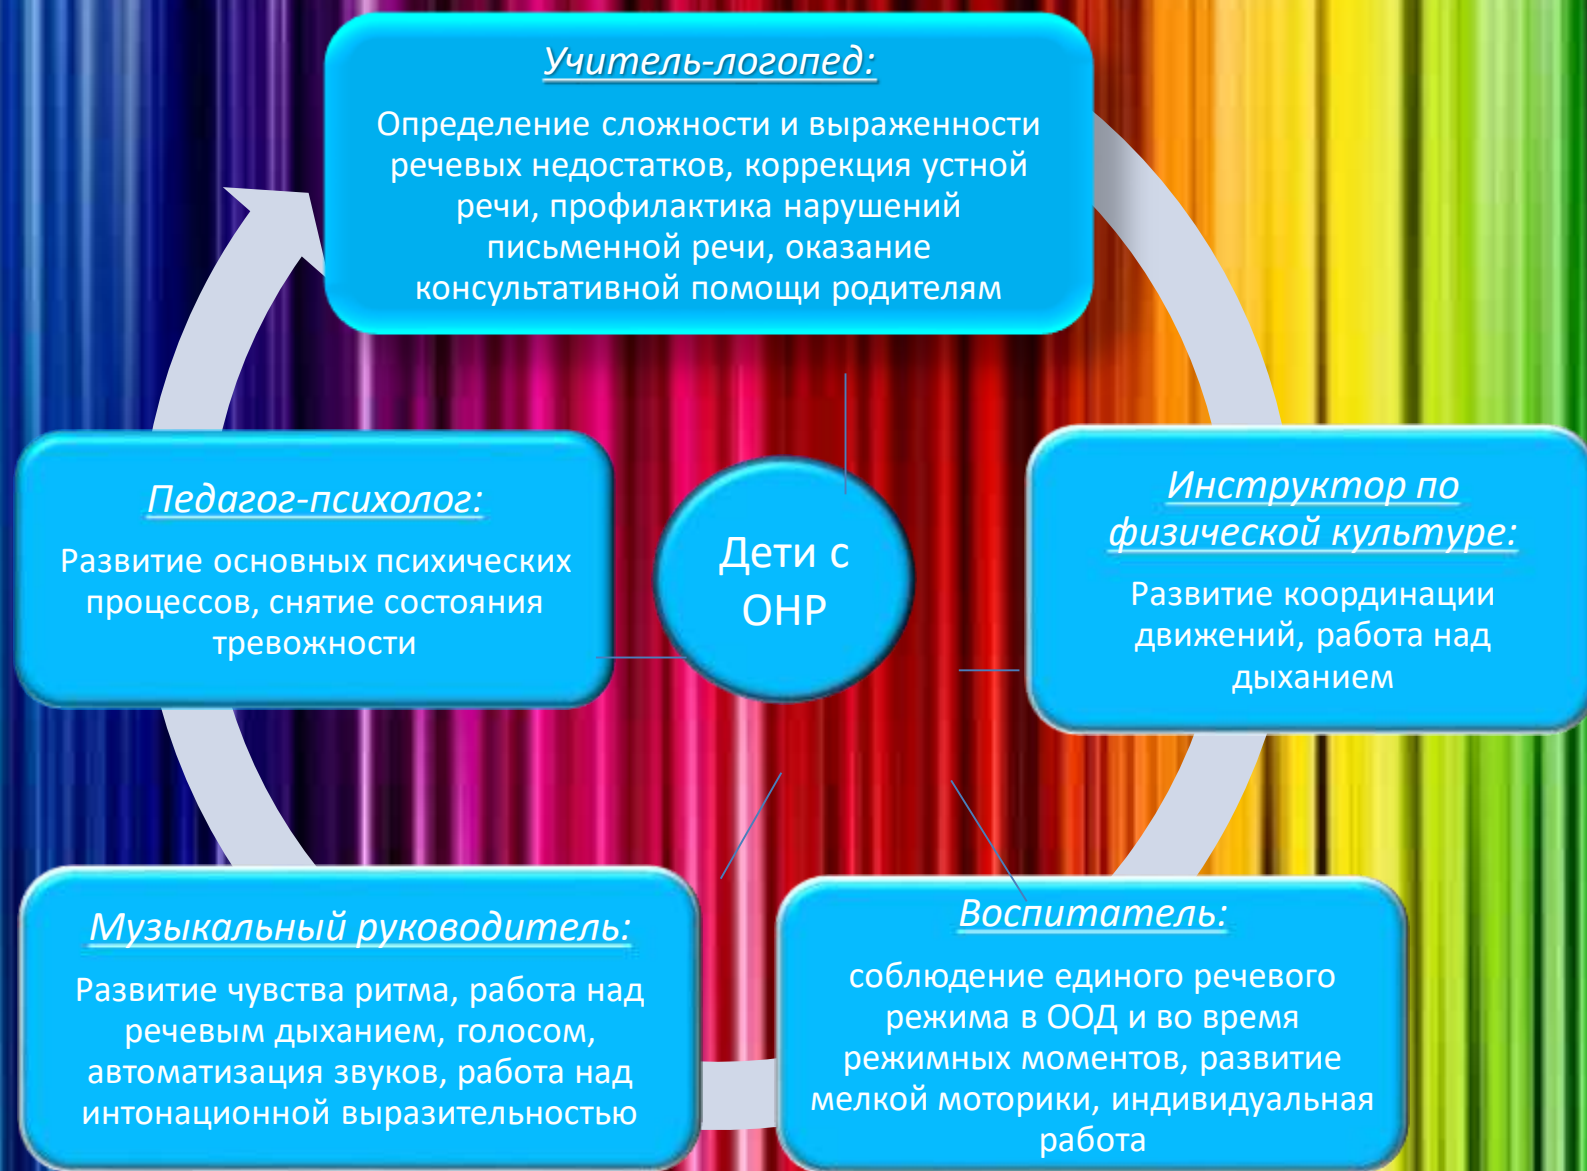 Учитель-логопед:
Определение сложности и выраженности
речевых недостатков, коррекция устной
речи, профилактика нарушений
письменной речи, оказание
консультативной помощи родителям
Педагог-психолог:
Развитие основных психических
процессов, снятие состояния
тревожности
Дети с
ОНР
Инструктор по
физической культуре:
Развитие координации
движений, работа над
дыханием
Музыкальный руководитель:
Развитие чувства ритма, работа над
речевым дыханием, голосом,
автоматизация звуков, работа над
интонационной выразительностью
Воспитатель:
соблюдение единого речевого
режима в ООД и во время
режимных моментов, развитие
мелкой моторики, индивидуальная
работа